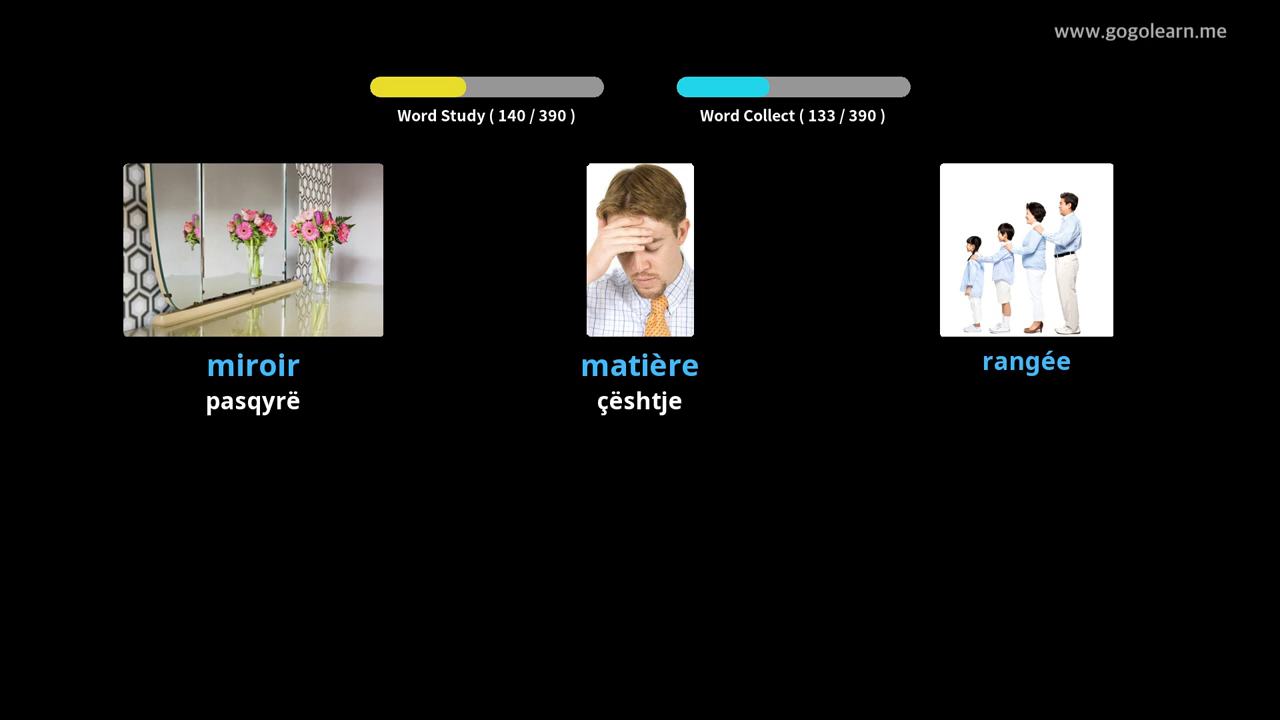 www.gogolearn.me
Word Study ( 140 / 390 )
Word Collect ( 133 / 390 )
miroir
pasqyrë
matière
çështje
rangée